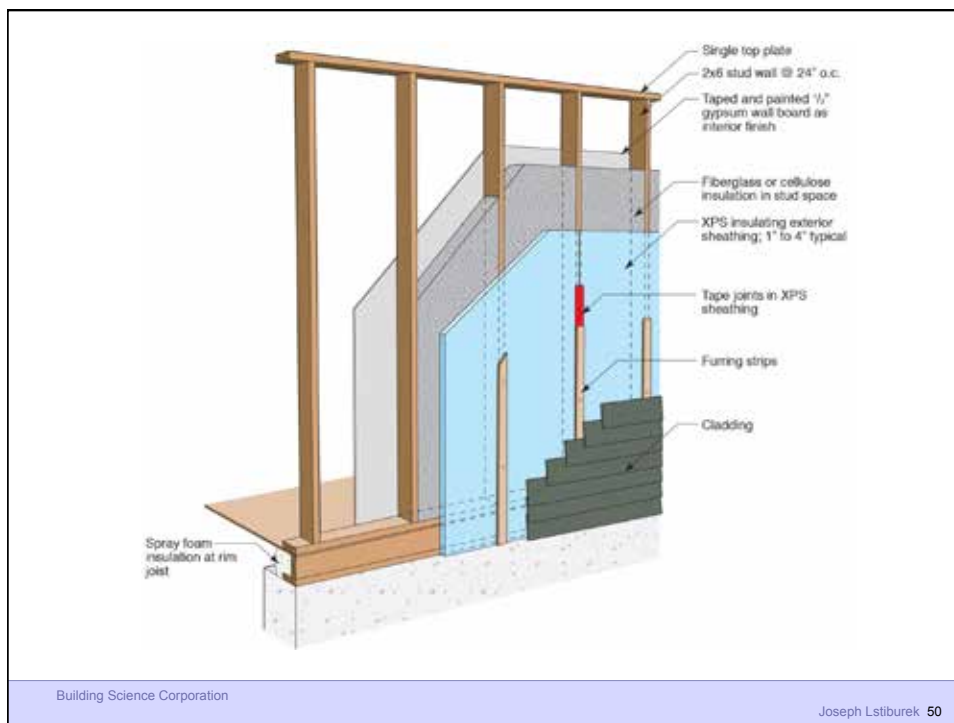 Single top plate
2x6 stud wall @ 24" o.c.
Taped and painted ½"
gypsum wall board as
interior finish
Fiberglass or cellulose
insulation in stud space
XPS insulating exterior
sheathing; 1" to 4" typical
Tape joints in XPS
sheathing
Furring strips
Cladding
Spray foam
insulation at rim
joist
Building Science Corporation
Joseph Lstiburek 50